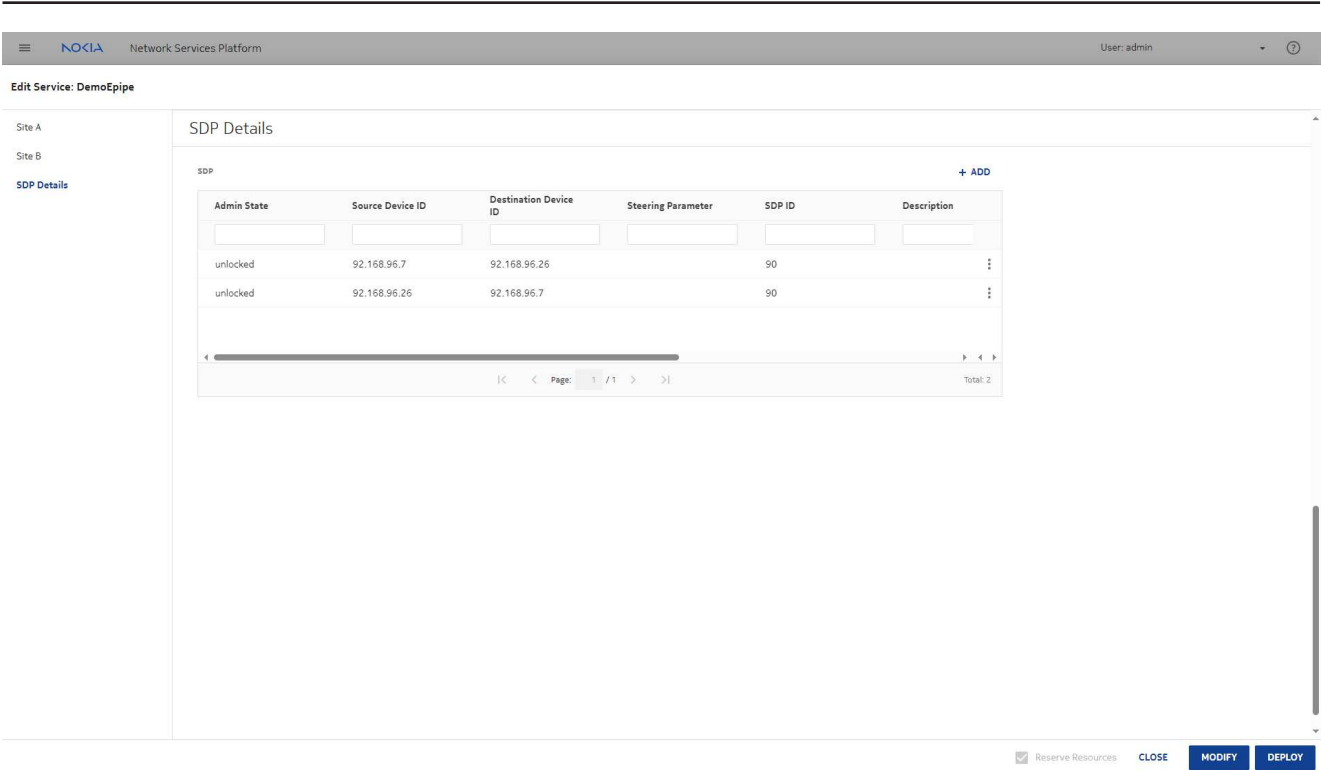 NOKIA Network Services Platform User: admin ?
Edit Service: DemoEpipe
Site A
Site B
SDP Details
SDP Details
SDP + ADD
Admin State Source Device ID Destination Device ID Steering Parameter SDP ID Description
unlocked 92.168.96.7 92.168.96.26 90
unlocked 92.168.96.26 92.168.96.7 90
Page: 1 / 1 Total: 2
Reserve Resources CLOSE MODIFY DEPLOY